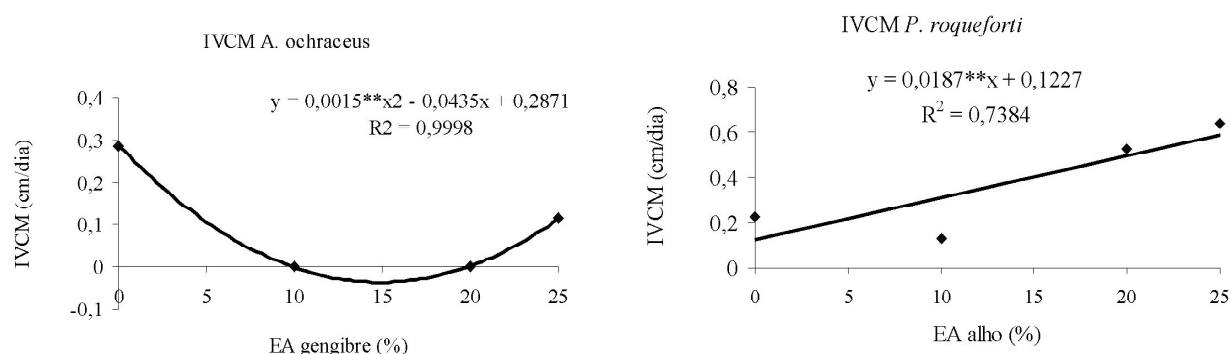 IVCM A. ochraceus
y = 0,0015**x2 - 0,0435x + 0,2871
R2 = 0,9998
IVCM (cm/dia)
0,4
0,3
0,2
0,1
0
-0,1
0
5
10
15
20
25
EA gengibre (%)
IVCM P. roqueforti
y = 0,0187**x + 0,1227
R² = 0,7384
IVCM (cm/dia)
0,8
0,6
0,4
0,2
0
0
5
10
15
20
25
EA alho (%)